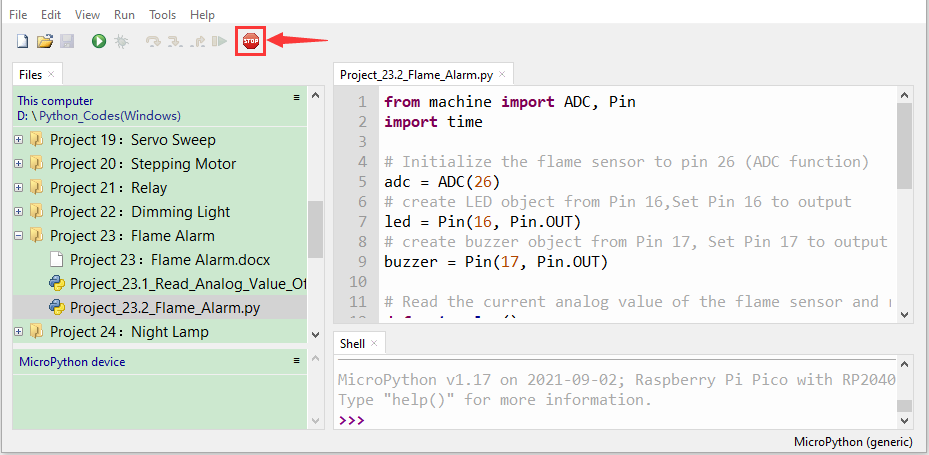 File Edit View Run Tools Help
STOP
Files ×
This computer
D: \ Python_Codes(Windows)
Project 19：Servo Sweep
Project 20：Stepping Motor
Project 21：Relay
Project 22：Dimming Light
Project 23：Flame Alarm
Project 23：Flame Alarm.docx
Project_23.1_Read_Analog_Value_Of
Project_23.2_Flame_Alarm.py
Project 24：Night Lamp
MicroPython device
Project_23.2_Flame_Alarm.py ×
1 from machine import ADC, Pin
2 import time
3
4 # Initialize the flame sensor to pin 26 (ADC function)
5 adc = ADC(26)
6 # create LED object from Pin 16,Set Pin 16 to output
7 led = Pin(16, Pin.OUT)
8 # create buzzer object from Pin 17, Set Pin 17 to output
9 buzzer = Pin(17, Pin.OUT)
10
11 # Read the current analog value of the flame sensor and
Shell ×
MicroPython v1.17 on 2021-09-02; Raspberry Pi Pico with RP2040
Type "help()" for more information.
>>>
MicroPython (generic)